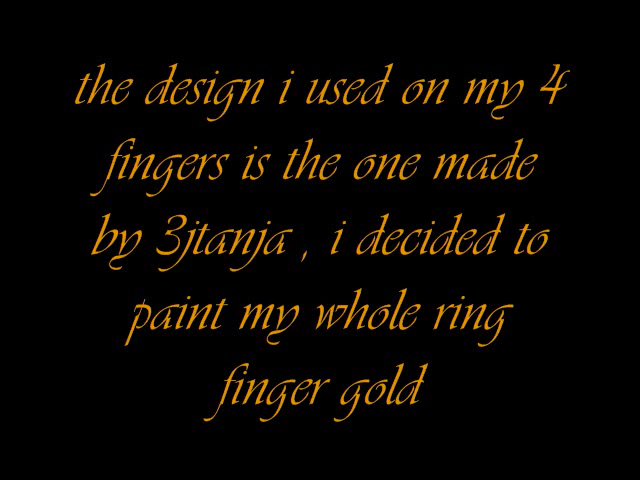 the design i used on my 4
fingers is the one made
by 3jtanja , i decided to
paint my whole ring
finger gold